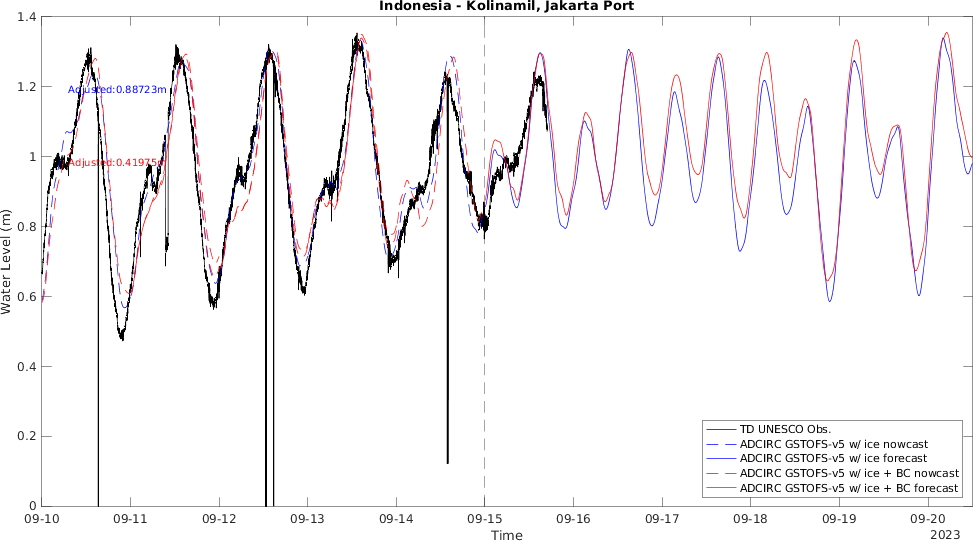 Indonesia - Kolinamil, Jakarta Port
1.4
1.2
1
0.8
0.6
0.4
0.2
0
Water Level (m)
Adjusted:0.88723m
Adjusted:0.41975m
TD UNESCO Obs.
ADCIRC GSTOFS-v5 w/ ice nowcast
ADCIRC GSTOFS-v5 w/ ice forecast
ADCIRC GSTOFS-v5 w/ ice + BC nowcast
ADCIRC GSTOFS-v5 w/ ice + BC forecast
09-10 09-11 09-12 09-13 09-14 09-15 09-16 09-17 09-18 09-19 09-20
Time
2023